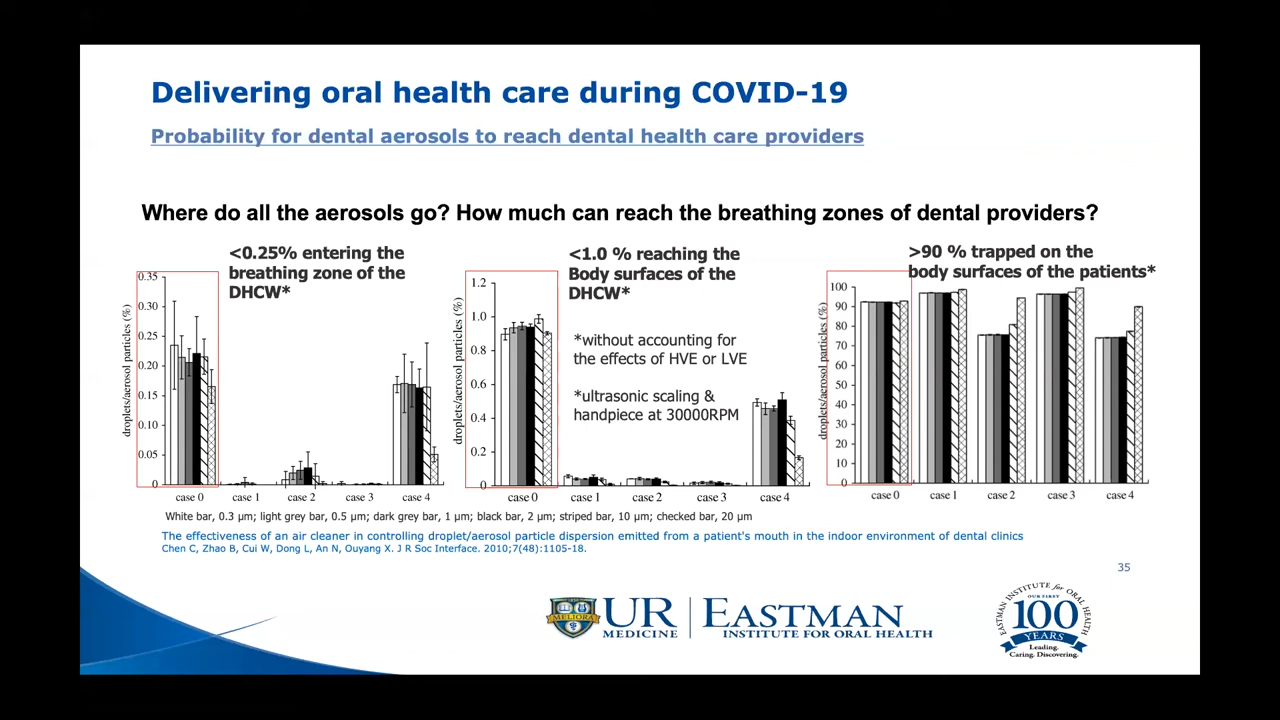 Delivering oral health care during COVID-19
Probability for dental aerosols to reach dental health care providers
Where do all the aerosols go? How much can reach the breathing zones of dental providers?
<0.25% entering the
breathing zone of the
DHCW*
droplets/aerosol particles (%)
0.35
0.30
0.25
0.20
0.15
0.10
0.05
0
case 0 case 1 case 2 case 3 case 4
<1.0 % reaching the
Body surfaces of the
DHCW*
*without accounting for
the effects of HVE or LVE
*ultrasonic scaling &
handpiece at 30000RPM
droplets/aerosol particles (%)
1.2
1.0
0.8
0.6
0.4
0.2
0
case 0 case 1 case 2 case 3 case 4
>90 % trapped on the
body surfaces of the patients*
droplets/aerosol particles (%)
100
90
80
70
60
50
40
30
20
10
0
case 0 case 1 case 2 case 3 case 4
White bar, 0.3 µm; light grey bar, 0.5 µm; dark grey bar, 1 µm; black bar, 2 µm; striped bar, 10 µm; checked bar, 20 µm
The effectiveness of an air cleaner in controlling droplet/aerosol particle dispersion emitted from a patient's mouth in the indoor environment of dental clinics
Chen C, Zhao B, Cui W, Dong L, An N, Ouyang X. J R Soc Interface. 2010;7(48):1105-18.
35
MELIORA
UR
MEDICINE
EASTMAN
INSTITUTE FOR ORAL HEALTH
EASTMAN INSTITUTE for ORAL HEALTH
OUR FIRST
100
YEARS
Leading.
Caring. Discovering.